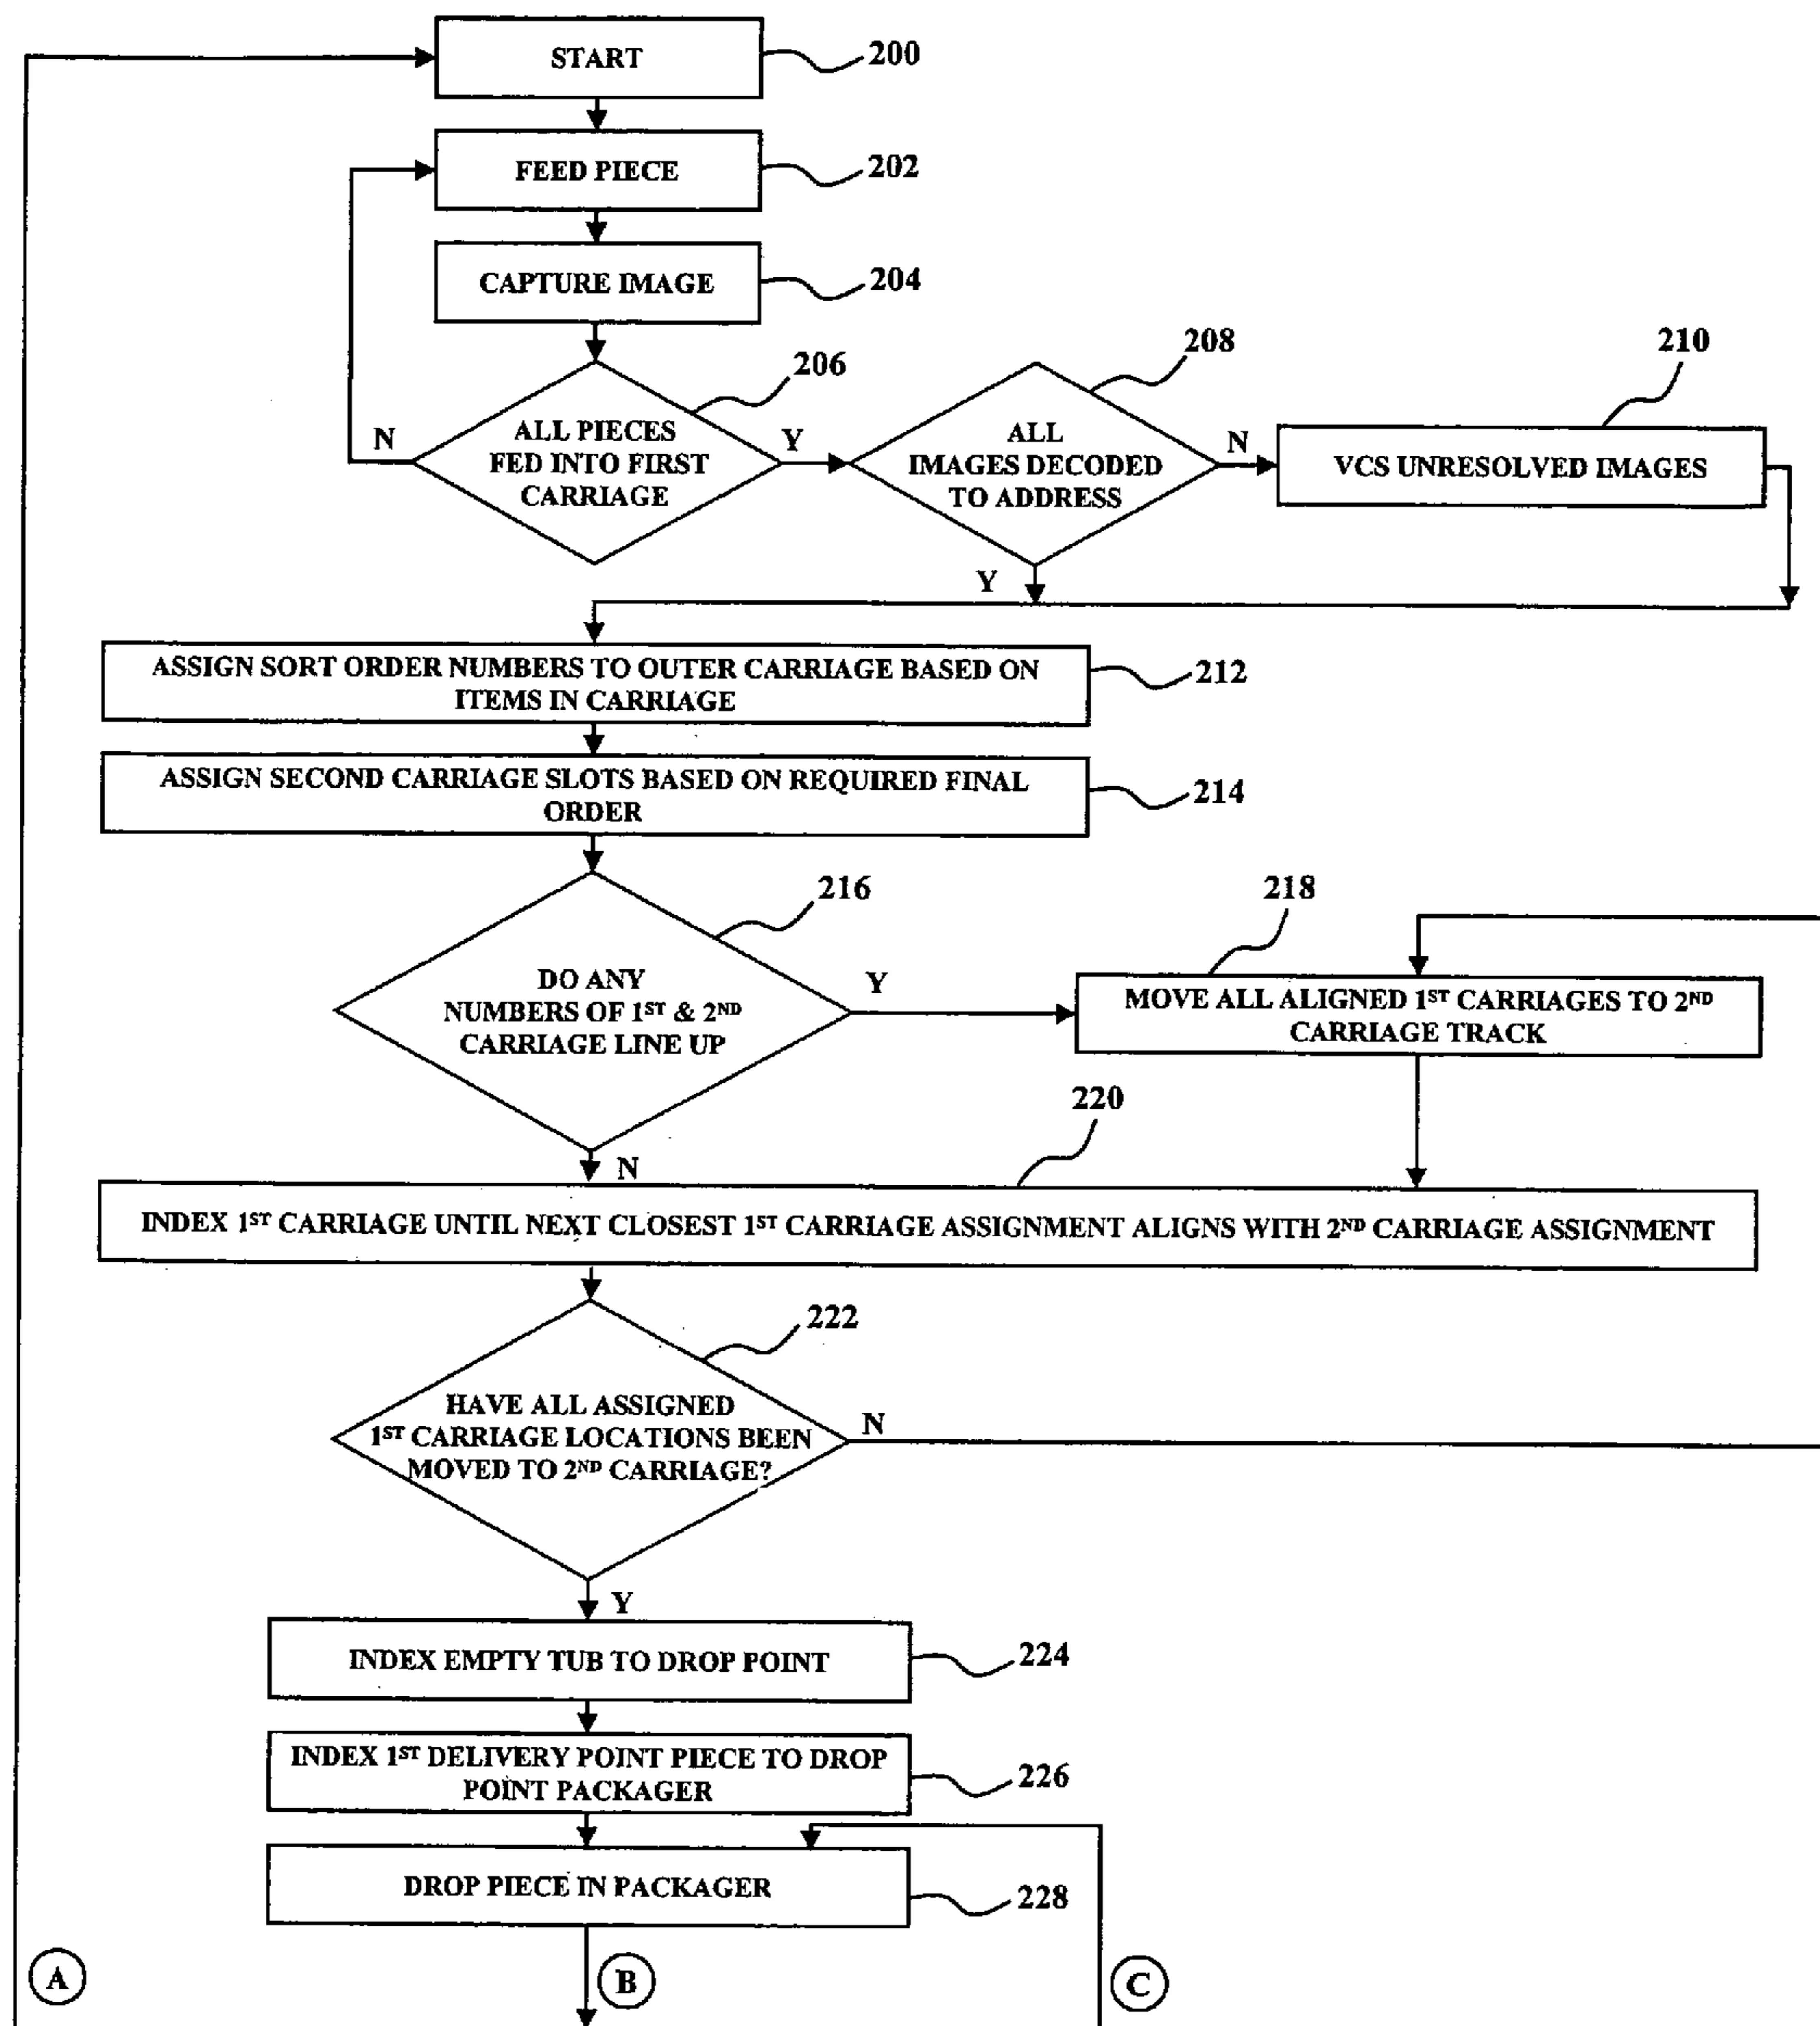 START
200
FEED PIECE
202
CAPTURE IMAGE
204
206
ALL PIECES
FED INTO FIRST
CARRIAGE
N
Y
208
ALL
IMAGES DECODED
TO ADDRESS
N
Y
210
VCS UNRESOLVED IMAGES
ASSIGN SORT ORDER NUMBERS TO OUTER CARRIAGE BASED ON
ITEMS IN CARRIAGE
212
ASSIGN SECOND CARRIAGE SLOTS BASED ON REQUIRED FINAL
ORDER
214
216
DO ANY
NUMBERS OF 1ST & 2ND
CARRIAGE LINE UP
Y
N
218
MOVE ALL ALIGNED 1ST CARRIAGES TO 2ND
CARRIAGE TRACK
220
INDEX 1ST CARRIAGE UNTIL NEXT CLOSEST 1ST CARRIAGE ASSIGNMENT ALIGNS WITH 2ND CARRIAGE ASSIGNMENT
222
HAVE ALL ASSIGNED
1ST CARRIAGE LOCATIONS BEEN
MOVED TO 2ND CARRIAGE?
N
Y
INDEX EMPTY TUB TO DROP POINT
224
INDEX 1ST DELIVERY POINT PIECE TO DROP
POINT PACKAGER
226
DROP PIECE IN PACKAGER
228
A
B
C